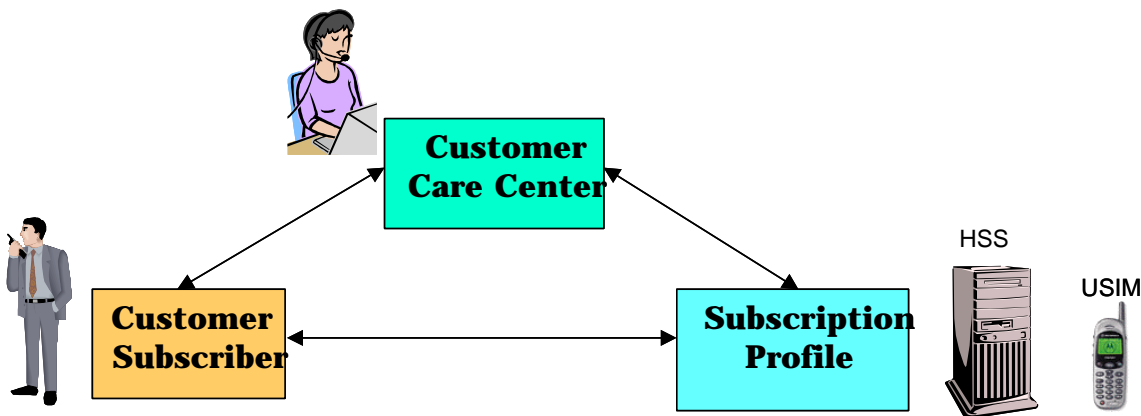 Customer
Care Center
HSS
USIM
Customer
Subscriber
Subscription
Profile